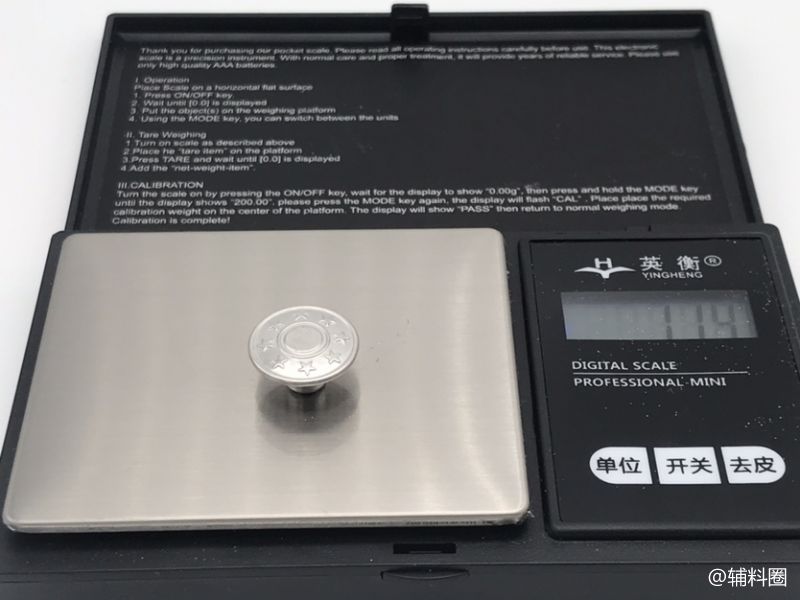 Thank you for purchasing our pocket scale. Please read all operating instructions carefully before use. This electronic
scale is a precision instrument. With normal care and proper treatment, it will provide years of reliable service. Please use
only high quality AAA batteries.
I. Operation
Place Scale on a horizontal flat surface
1. Press ON/OFF key.
2. Wait until [0.0] is displayed
3. Put the object(s) on the weighing platform
4. Using the MODE key, you can switch between the units
II. Tare Weighing
1.Turn on scale as described above
2.Place he "tare item" on the platform
3.Press TARE and wait until [0.0] is displayed
4.Add the "net-weight-item".
III.CALIBRATION
Turn the scale on by pressing the ON/OFF key, wait for the display to show "0.00g", then press and hold the MODE key
until the display shows "200.00", please press the MODE key again, the display will flash "CAL" . Place place the required
calibration weight on the center of the platform. The display will show "PASS" then return to normal weighing mode.
Calibration is complete!
英衡®
YINGHENG
DIGITAL SCALE
PROFESSIONAL MINI
单位 开关 去皮
@辅料圈